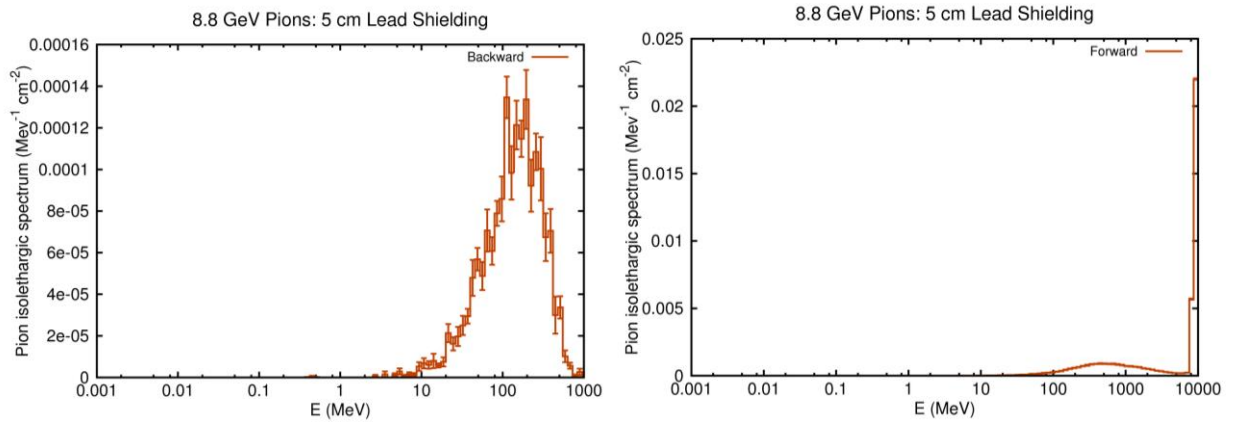 8.8 GeV Pions: 5 cm Lead Shielding
Pion isolethargic spectrum (Mev⁻¹ cm⁻²)
0.00016
0.00014
0.00012
0.0001
8e-05
6e-05
4e-05
2e-05
0
Backward
0.001 0.01 0.1 1 10 100 1000
E (MeV)
8.8 GeV Pions: 5 cm Lead Shielding
Pion isolethargic spectrum (Mev⁻¹ cm⁻²)
0.025
0.02
0.015
0.01
0.005
0
Forward
0.001 0.01 0.1 1 10 100 1000 10000
E (MeV)